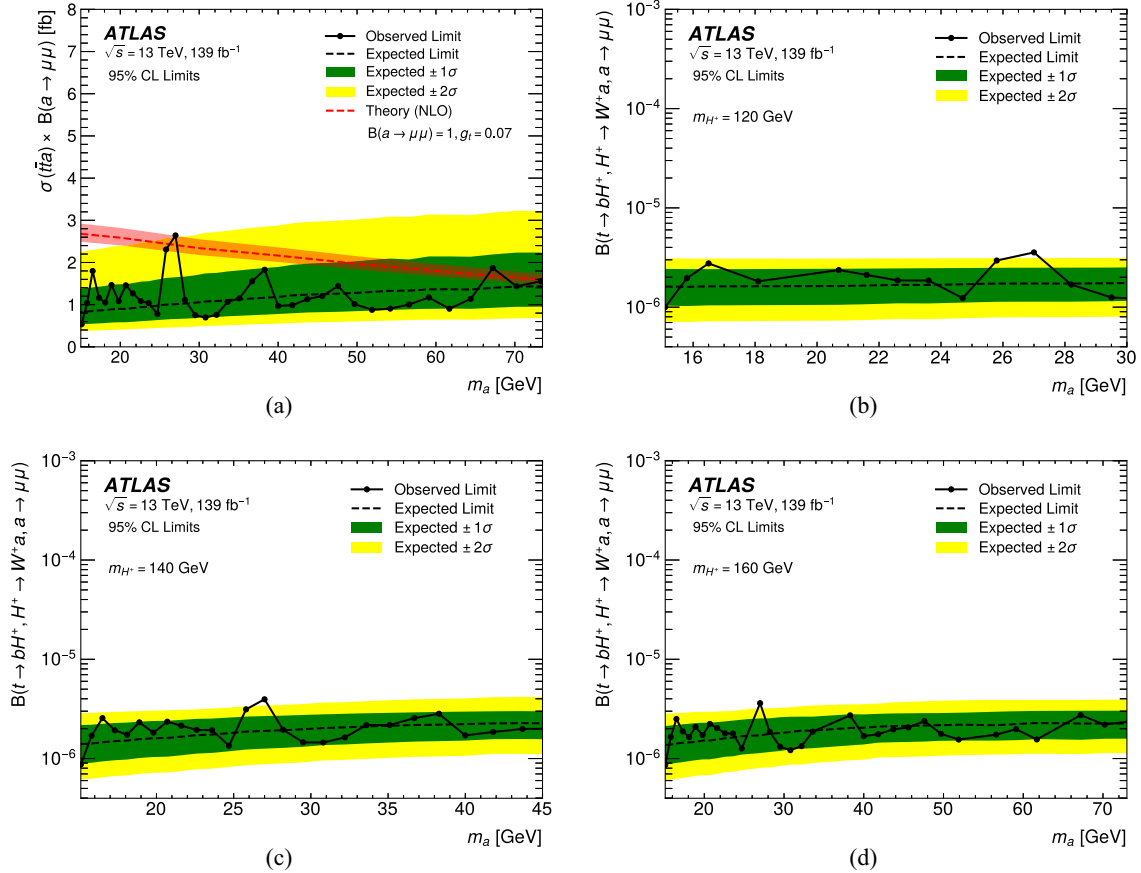 ATLAS
√s = 13 TeV, 139 fb⁻¹
95% CL Limits
Observed Limit
Expected Limit
Expected ± 1σ
Expected ± 2σ
Theory (NLO)
B(a → μμ) = 1, g_t = 0.07
σ(tt̄a) × B(a → μμ) [fb]
8
7
6
5
4
3
2
1
0
20 30 40 50 60 70
m_a [GeV]
(a)
ATLAS
√s = 13 TeV, 139 fb⁻¹
95% CL Limits
m_H⁺ = 120 GeV
Observed Limit
Expected Limit
Expected ± 1σ
Expected ± 2σ
B(t → bH⁺, H⁺ → W⁺a, a → μμ)
10⁻³
10⁻⁴
10⁻⁵
10⁻⁶
16 18 20 22 24 26 28 30
m_a [GeV]
(b)
ATLAS
√s = 13 TeV, 139 fb⁻¹
95% CL Limits
m_H⁺ = 140 GeV
Observed Limit
Expected Limit
Expected ± 1σ
Expected ± 2σ
B(t → bH⁺, H⁺ → W⁺a, a → μμ)
10⁻³
10⁻⁴
10⁻⁵
10⁻⁶
20 25 30 35 40 45
m_a [GeV]
(c)
ATLAS
√s = 13 TeV, 139 fb⁻¹
95% CL Limits
m_H⁺ = 160 GeV
Observed Limit
Expected Limit
Expected ± 1σ
Expected ± 2σ
B(t → bH⁺, H⁺ → W⁺a, a → μμ)
10⁻³
10⁻⁴
10⁻⁵
10⁻⁶
20 30 40 50 60 70
m_a [GeV]
(d)